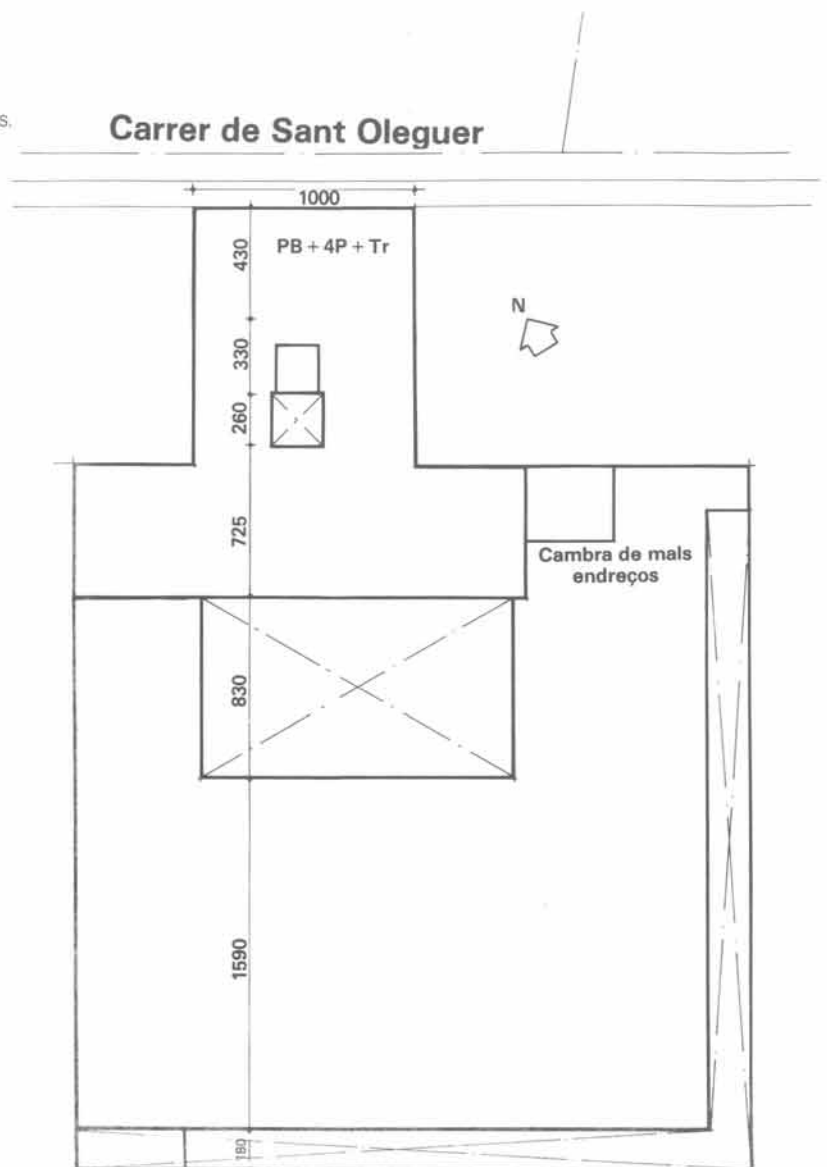 s.
Carrer de Sant Oleguer
1000
430
PB + 4P + Tr
N
330
260
725
Cambra de mals
endreços
830
1590
180